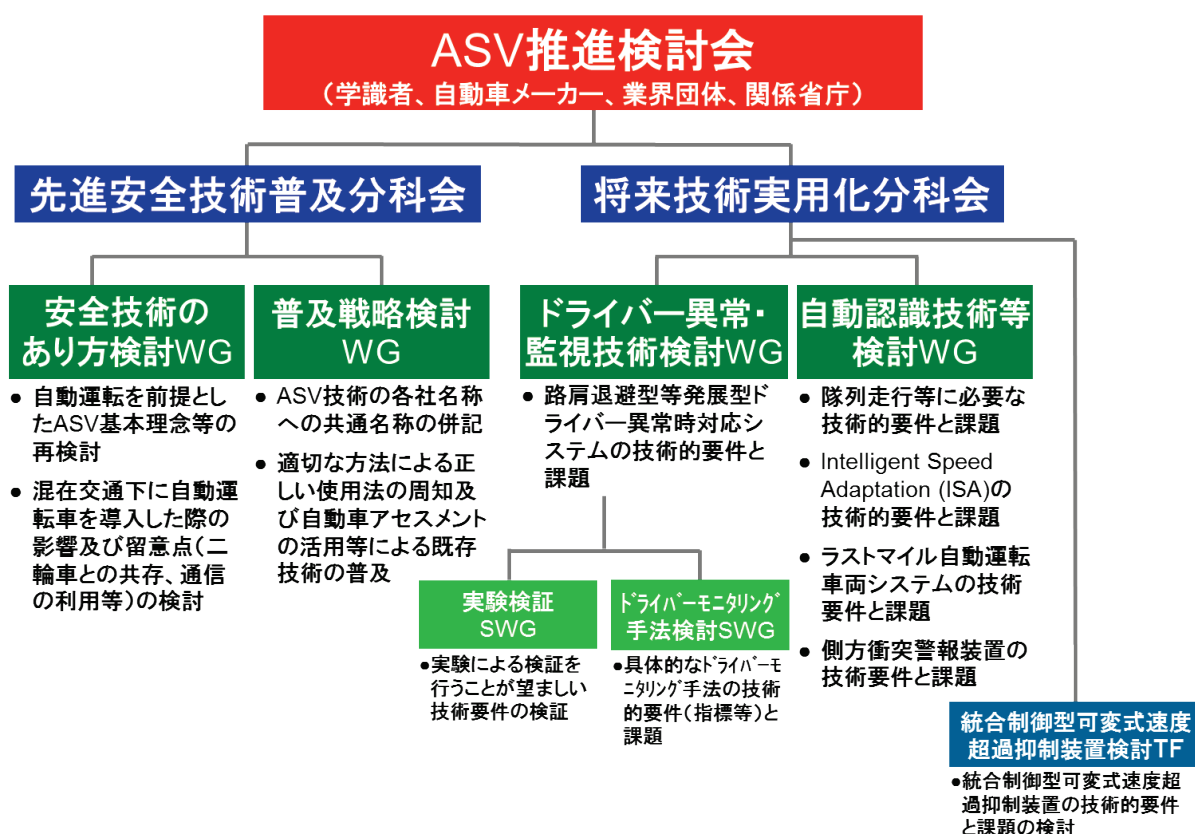 ASV推進検討会
（学識者、自動車メーカー、業界団体、関係省庁）
先進安全技術普及分科会
将来技術実用化分科会
安全技術の
あり方検討WG
● 自動運転を前提とし
たASV基本理念等の
再検討
● 混在交通下に自動運
転車を導入した際の
影響及び留意点（二
輪車との共存、通信
の利用等）の検討
普及戦略検討
WG
● ASV技術の各社名称
への共通名称の併記
● 適切な方法による正
しい使用法の周知及
び自動車アセスメント
の活用等による既存
技術の普及
ドライバー異常・
監視技術検討WG
● 路肩退避型等発展型ド
ライバー異常時対応シ
ステムの技術的要件と
課題
実験検証
SWG
●実験による検証を
行うことが望ましい
技術要件の検証
ﾄﾞﾗｲﾊﾞｰﾓﾆﾀﾘﾝｸﾞ
手法検討SWG
●具体的なﾄﾞﾗｲﾊﾞｰﾓ
ﾆﾀﾘﾝｸﾞ手法の技術
的要件（指標等）と
課題
自動認識技術等
検討WG
● 隊列走行等に必要な
技術的要件と課題
● Intelligent Speed
Adaptation (ISA)の
技術的要件と課題
● ラストマイル自動運転
車両システムの技術
要件と課題
● 側方衝突警報装置の
技術要件と課題
統合制御型可変式速度
超過抑制装置検討TF
●統合制御型可変式速度超
過抑制装置の技術的要件
と課題の検討